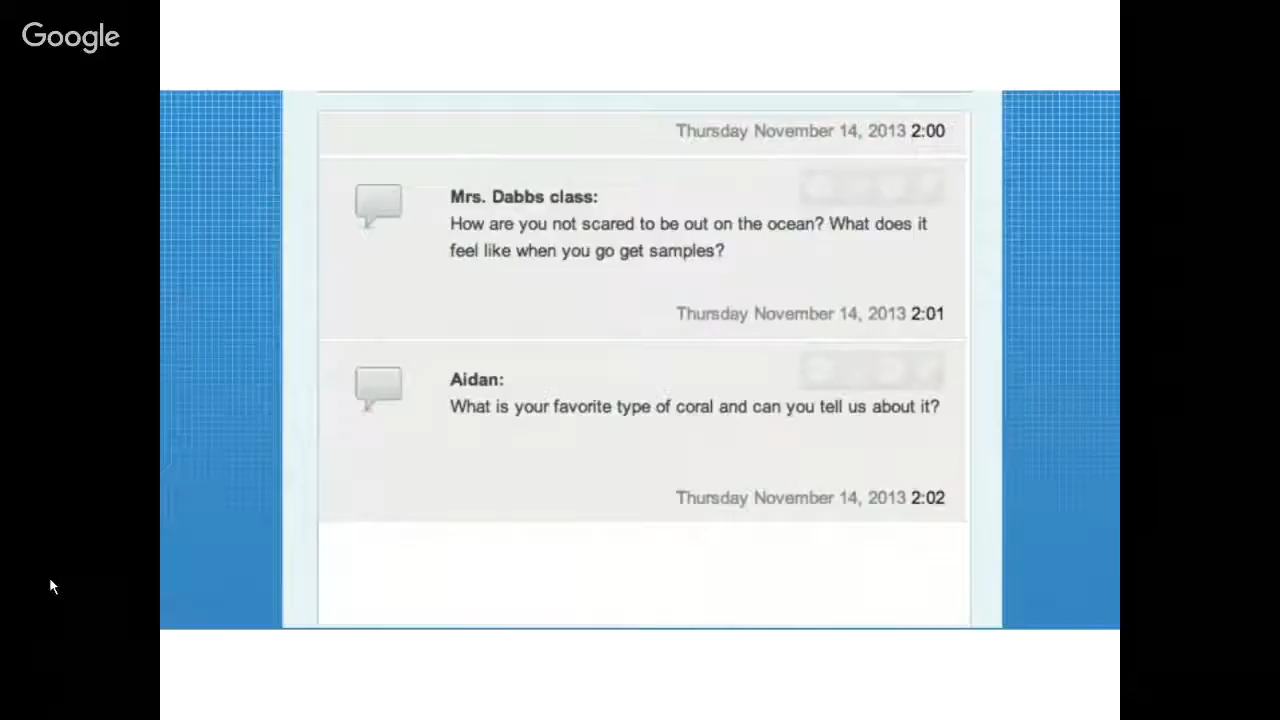 Google
Thursday November 14, 2013 2:00
Mrs. Dabbs class:
How are you not scared to be out on the ocean? What does it
feel like when you go get samples?
Thursday November 14, 2013 2:01
Aidan:
What is your favorite type of coral and can you tell us about it?
Thursday November 14, 2013 2:02